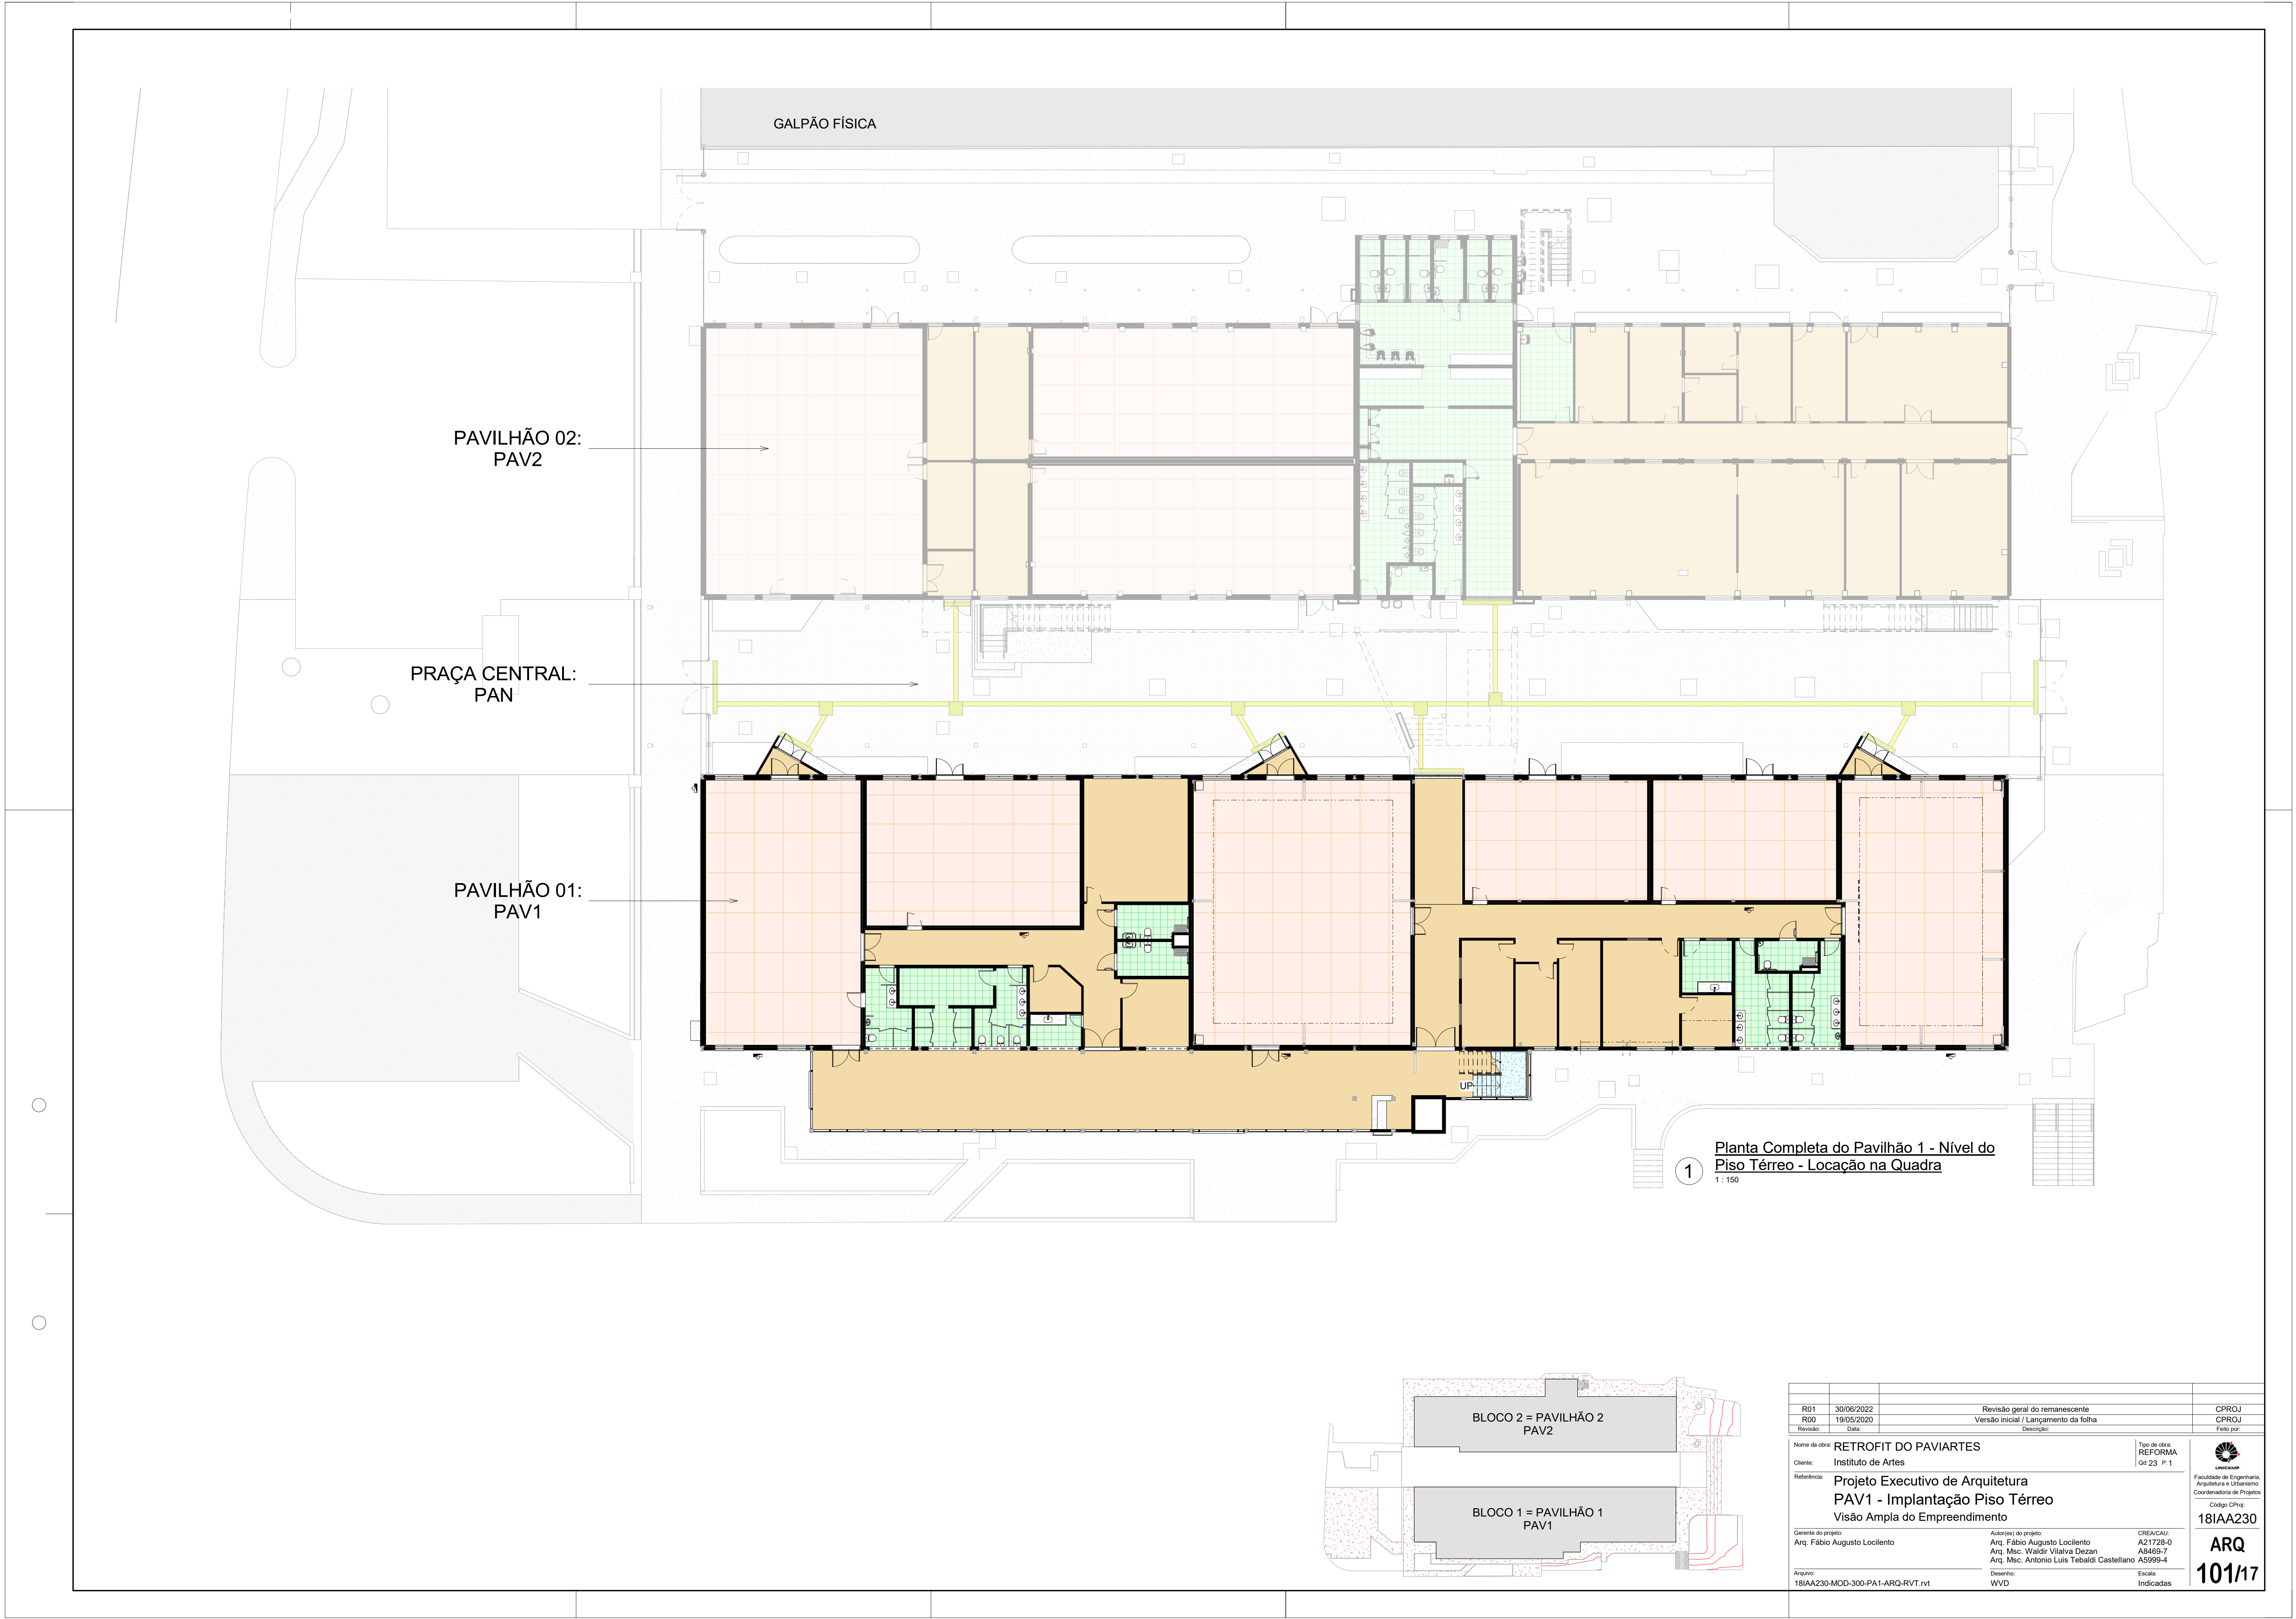 GALPÃO FÍSICA
PAVILHÃO 02:
PAV2
PRAÇA CENTRAL:
PAN
PAVILHÃO 01:
PAV1
UP
1
Planta Completa do Pavilhão 1 - Nível do
Piso Térreo - Locação na Quadra
1 : 150
BLOCO 2 = PAVILHÃO 2
PAV2
BLOCO 1 = PAVILHÃO 1
PAV1
R01 30/06/2022 Revisão geral do remanescente CPROJ
R00 19/05/2020 Versão inicial / Lançamento da folha CPROJ
Revisão: Data: Descrição: Feito por:
Nome da obra: RETROFIT DO PAVIARTES
Tipo de obra:
REFORMA
Cliente: Instituto de Artes
Qd: 23 P: 1
Referência: Projeto Executivo de Arquitetura
PAV1 - Implantação Piso Térreo
Visão Ampla do Empreendimento
Gerente do projeto:
Arq. Fábio Augusto Locilento
Autor(es) do projeto: CREA/CAU:
Arq. Fábio Augusto Locilento A21728-0
Arq. Msc. Waldir Vilalva Dezan A8469-7
Arq. Msc. Antonio Luis Tebaldi Castellano A5999-4
Arquivo:
18IAA230-MOD-300-PA1-ARQ-RVT.rvt
Desenho:
WVD
Escala:
Indicadas
UNICAMP
Faculdade de Engenharia,
Arquitetura e Urbanismo
Coordenadoria de Projetos
Código CProj:
18IAA230
ARQ
101/17